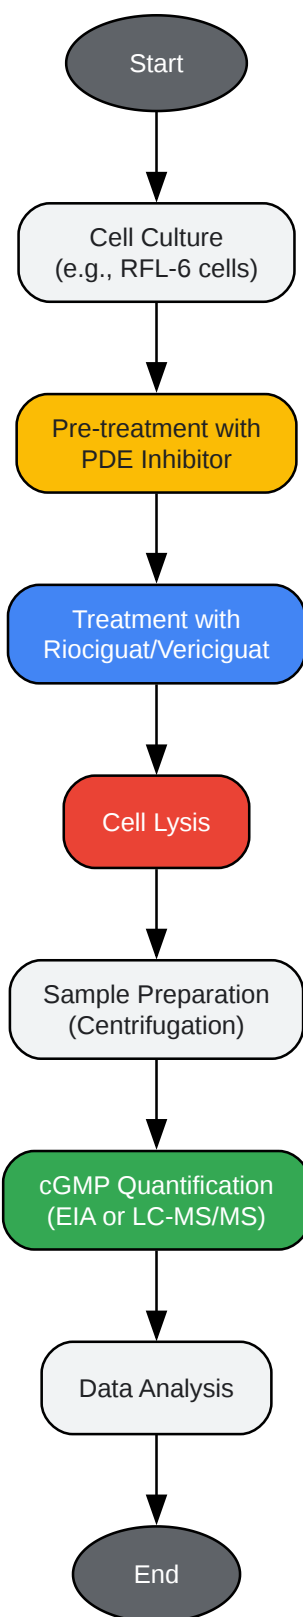 Start
Cell Culture
(e.g., RFL-6 cells)
Pre-treatment with
PDE Inhibitor
Treatment with
Riociguat/Vericiguat
Cell Lysis
Sample Preparation
(Centrifugation)
cGMP Quantification
(EIA or LC-MS/MS)
Data Analysis
End